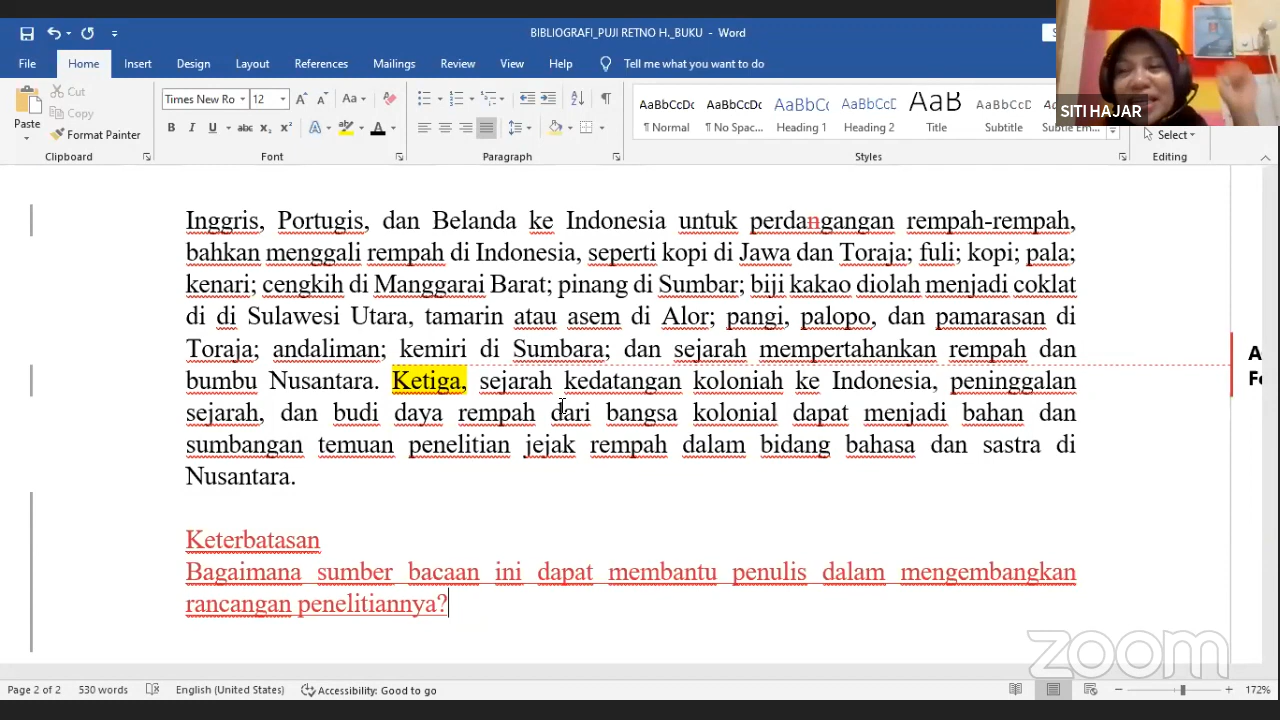 BIBLIOGRAFI_PUJI RETNO H._BUKU - Word
File Home Insert Design Layout References Mailings Review View Help Tell me what you want to do
SITI HAJAR
Paste
Cut
Copy
Format Painter
Clipboard
Times New Ro 12
Font
Paragraph
AaBbCcDc AaBbCcDc AaBbC AaBbCcC AaB AaBbCcD AaBbCcDc
¶ Normal ¶ No Spac... Heading 1 Heading 2 Title Subtitle Subtle Em...
Styles
Select
Editing
Inggris, Portugis, dan Belanda ke Indonesia untuk perdangangan rempah-rempah,
bahkan menggali rempah di Indonesia, seperti kopi di Jawa dan Toraja; fuli; kopi; pala;
kenari; cengkih di Manggarai Barat; pinang di Sumbar; biji kakao diolah menjadi coklat
di di Sulawesi Utara, tamarin atau asem di Alor; pangi, palopo, dan pamarasan di
Toraja; andaliman; kemiri di Sumbara; dan sejarah mempertahankan rempah dan
bumbu Nusantara. Ketiga, sejarah kedatangan koloniah ke Indonesia, peninggalan
sejarah, dan budi daya rempah dari bangsa kolonial dapat menjadi bahan dan
sumbangan temuan penelitian jejak rempah dalam bidang bahasa dan sastra di
Nusantara.
Keterbatasan
Bagaimana sumber bacaan ini dapat membantu penulis dalam mengembangkan
rancangan penelitiannya?
zoom
Page 2 of 2 530 words English (United States) Accessibility: Good to go 172%